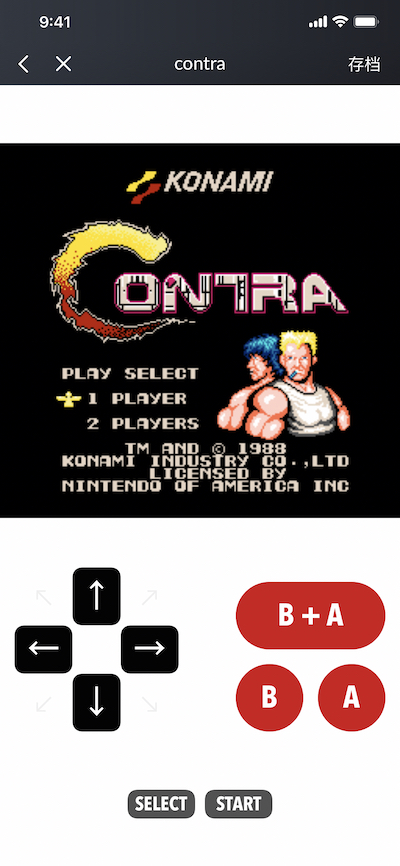 9:41
contra
存档
KONAMI
CONTRA
PLAY SELECT
1 PLAYER
2 PLAYERS
TM AND © 1988
KONAMI INDUSTRY CO.,LTD
LICENSED BY
NINTENDO OF AMERICA INC
B + A
B
A
SELECT
START